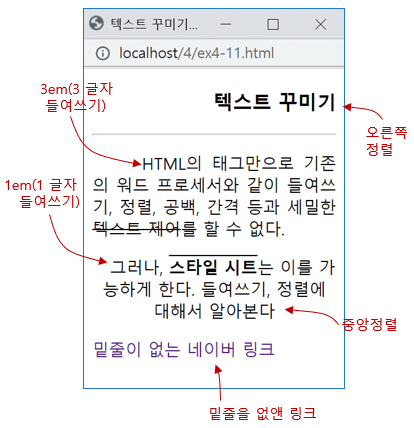 텍스트 꾸미기...
localhost/4/ex4-11.html
3em(3 글자
들여쓰기)
텍스트 꾸미기
오른쪽
정렬
HTML의 태그만으로 기존
의 워드 프로세서와 같이 들여쓰
기, 정렬, 공백, 간격 등과 세밀한
텍스트 제어를 할 수 없다.
1em(1 글자
들여쓰기)
그러나, 스타일 시트는 이를 가
능하게 한다. 들여쓰기, 정렬에
대해서 알아본다
중앙정렬
밑줄이 없는 네이버 링크
밑줄을 없앤 링크